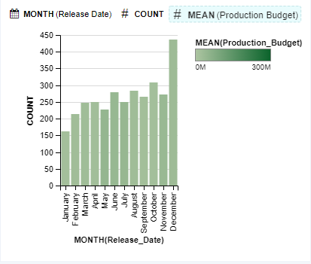 MONTH (Release Date) # COUNT # MEAN (Production Budget)
MEAN(Production_Budget)
0M 300M
450
400
350
300
250
200
150
100
50
0
COUNT
January
February
March
April
May
June
July
August
September
October
November
December
MONTH(Release_Date)